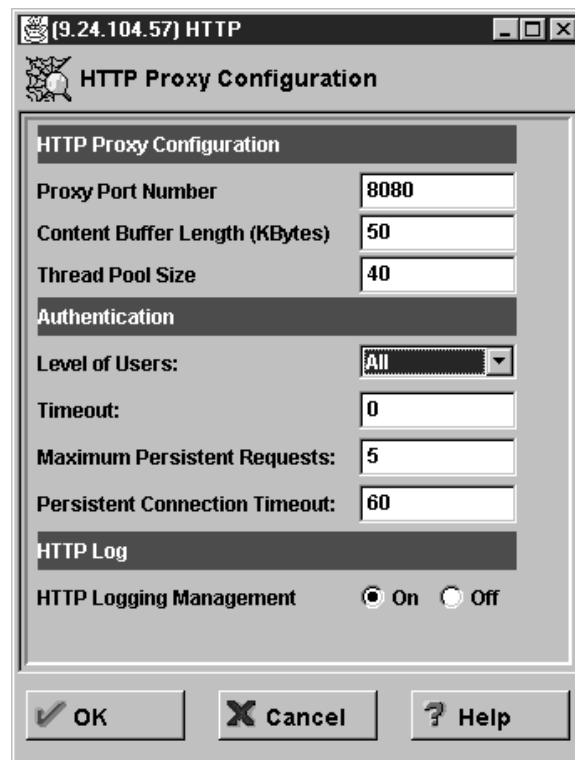 (9.24.104.57) HTTP
HTTP Proxy Configuration
HTTP Proxy Configuration
Proxy Port Number 8080
Content Buffer Length (KBytes) 50
Thread Pool Size 40
Authentication
Level of Users: All
Timeout: 0
Maximum Persistent Requests: 5
Persistent Connection Timeout: 60
HTTP Log
HTTP Logging Management On Off
OK Cancel Help